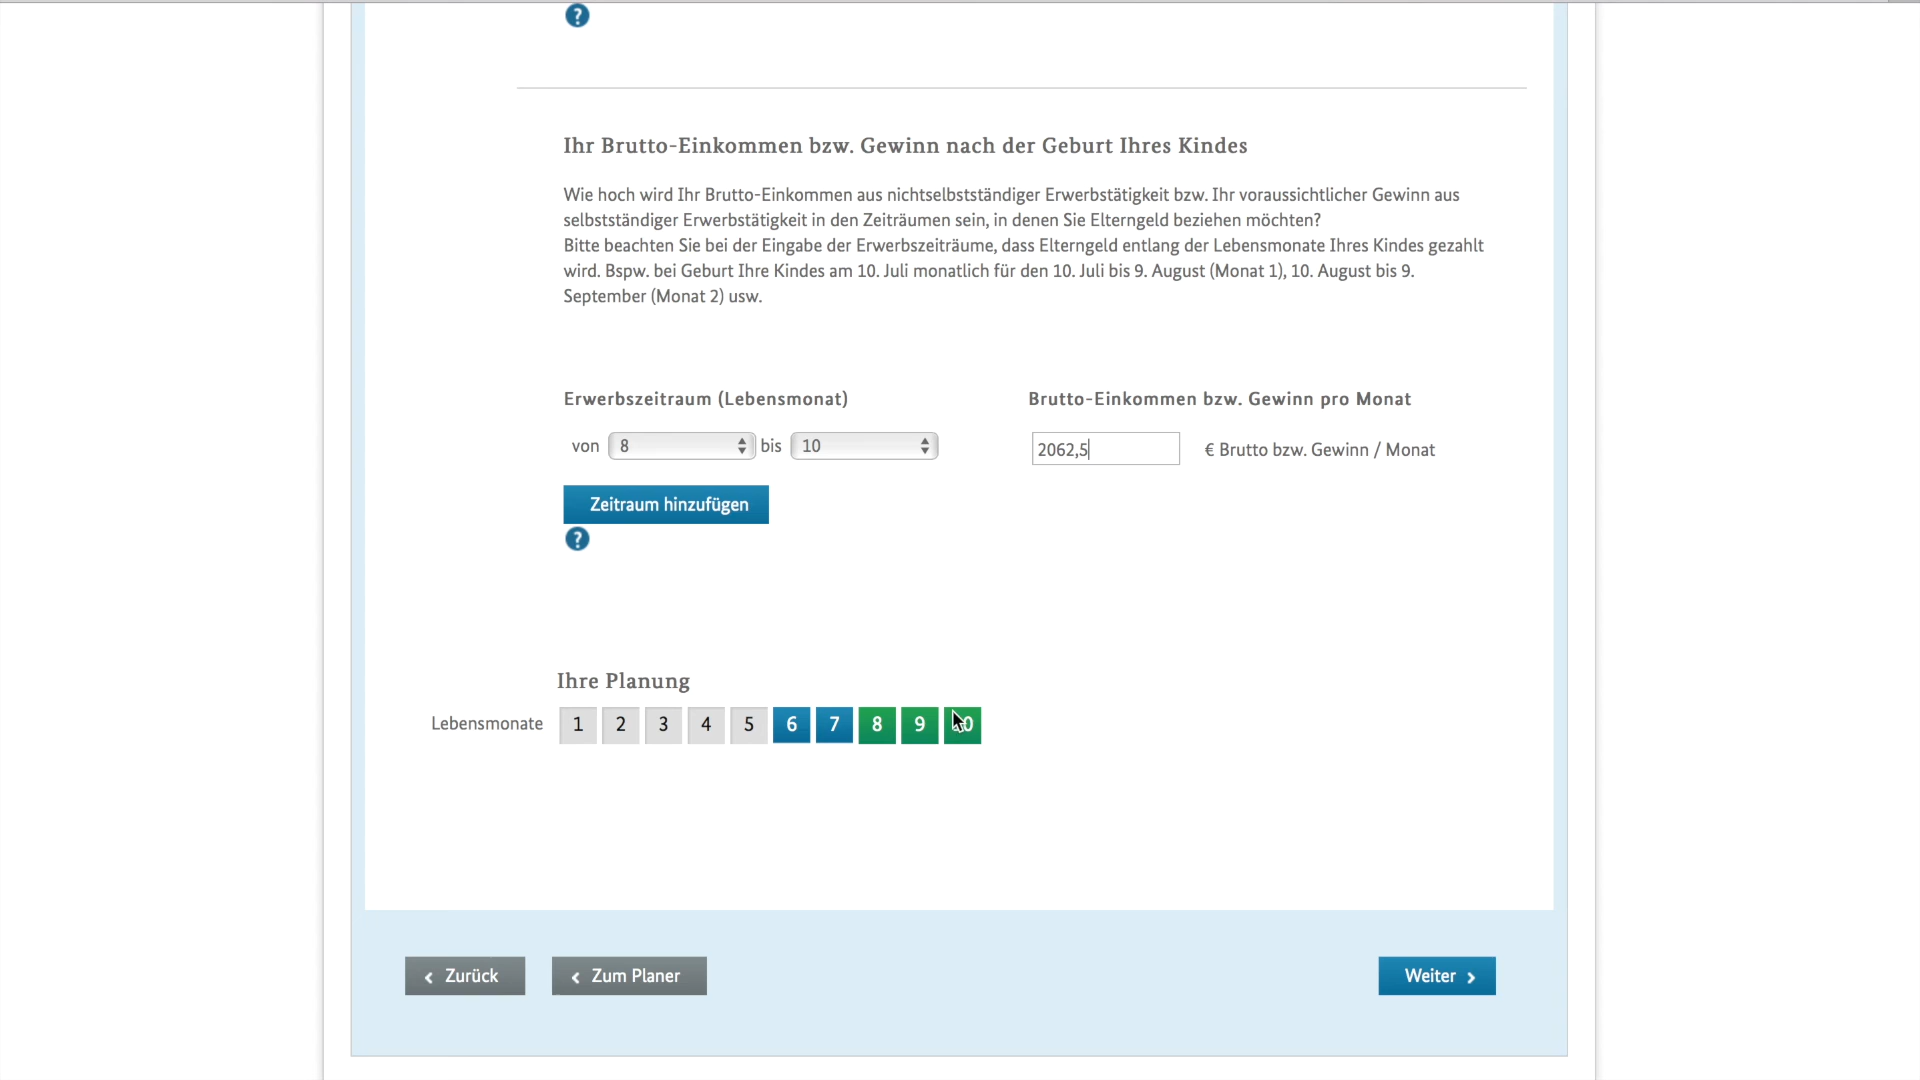 ?
Ihr Brutto-Einkommen bzw. Gewinn nach der Geburt Ihres Kindes
Wie hoch wird Ihr Brutto-Einkommen aus nichtselbstständiger Erwerbstätigkeit bzw. Ihr voraussichtlicher Gewinn aus
selbstständiger Erwerbstätigkeit in den Zeiträumen sein, in denen Sie Elterngeld beziehen möchten?
Bitte beachten Sie bei der Eingabe der Erwerbszeiträume, dass Elterngeld entlang der Lebensmonate Ihres Kindes gezahlt
wird. Bspw. bei Geburt Ihre Kindes am 10. Juli monatlich für den 10. Juli bis 9. August (Monat 1), 10. August bis 9.
September (Monat 2) usw.
Erwerbszeitraum (Lebensmonat) Brutto-Einkommen bzw. Gewinn pro Monat
von 8 bis 10 2062,5 € Brutto bzw. Gewinn / Monat
Zeitraum hinzufügen
?
Ihre Planung
Lebensmonate 1 2 3 4 5 6 7 8 9
Zurück Zum Planer Weiter